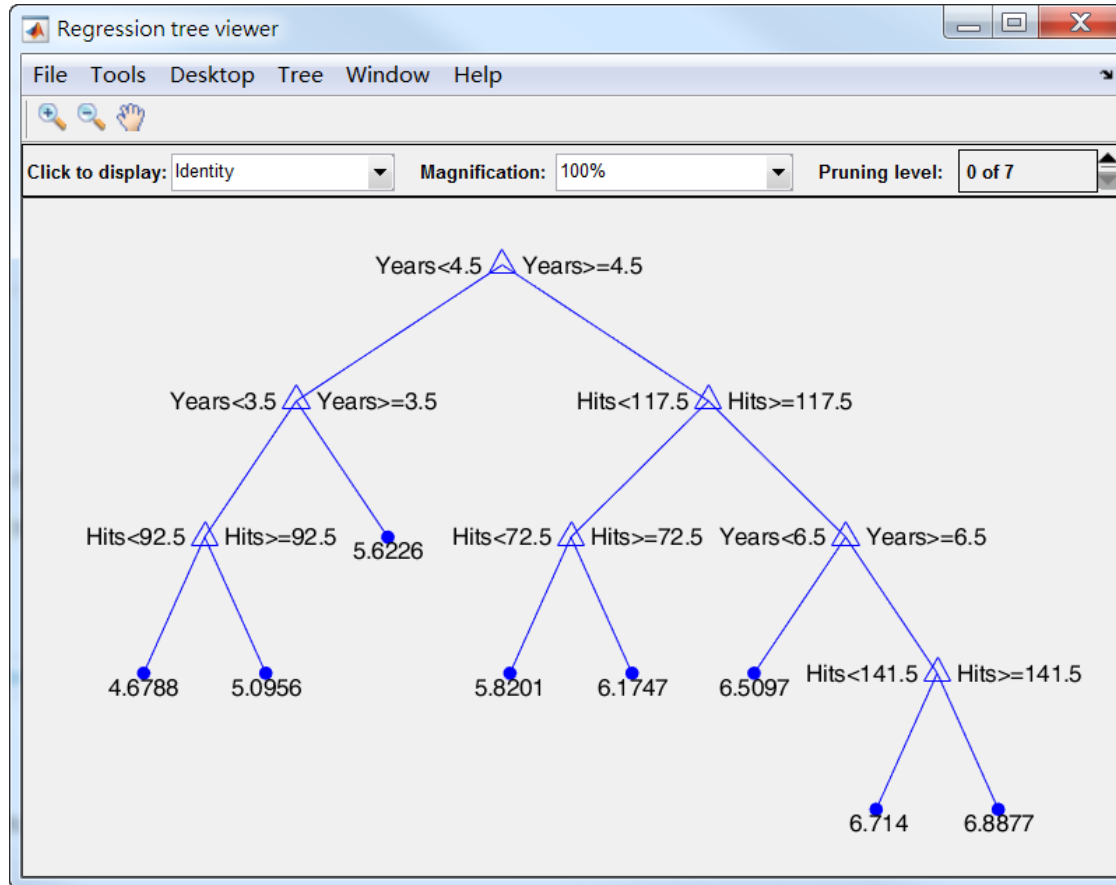 Regression tree viewer
File Tools Desktop Tree Window Help
Click to display: Identity Magnification: 100% Pruning level: 0 of 7
Years<4.5 Years>=4.5
Years<3.5 Years>=3.5 Hits<117.5 Hits>=117.5
Hits<92.5 Hits>=92.5 5.6226 Hits<72.5 Hits>=72.5 Years<6.5 Years>=6.5
4.6788 5.0956 5.8201 6.1747 6.5097 Hits<141.5 Hits>=141.5
6.714 6.8877